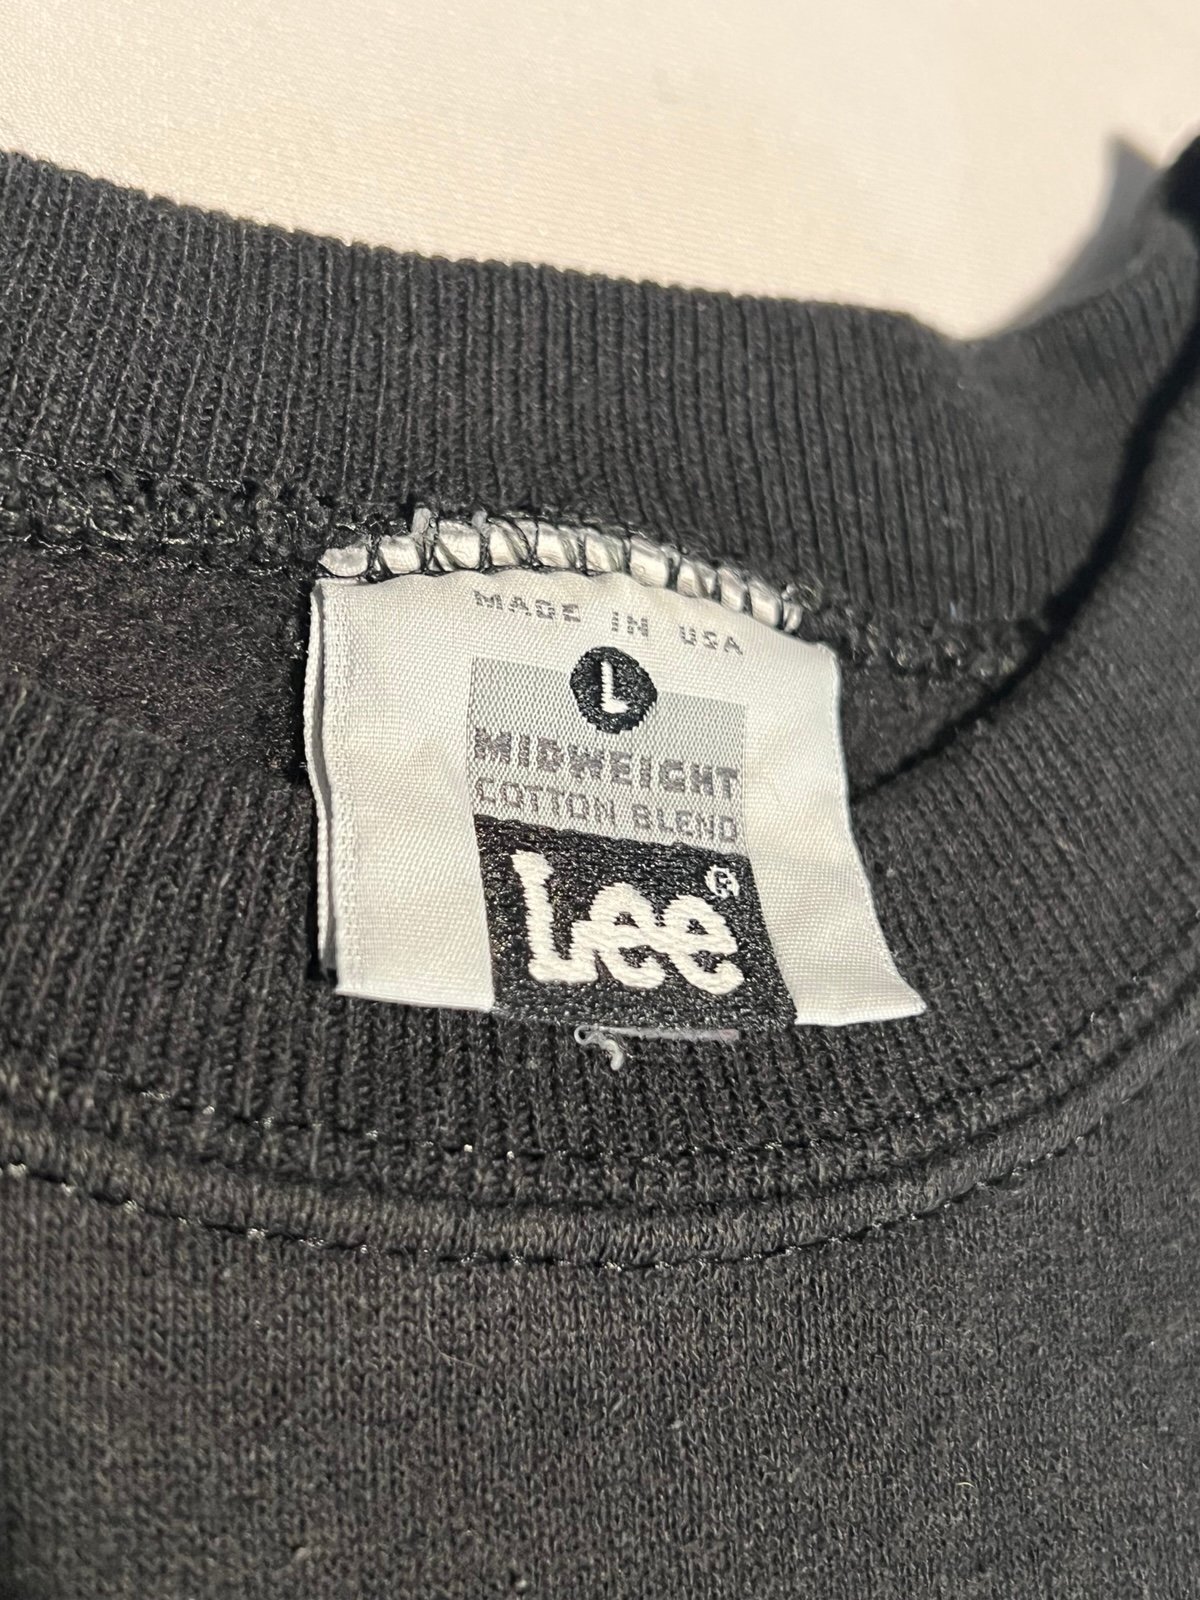 MADE IN USA
L
MIDWEIGHT
COTTON BLEND
Lee®